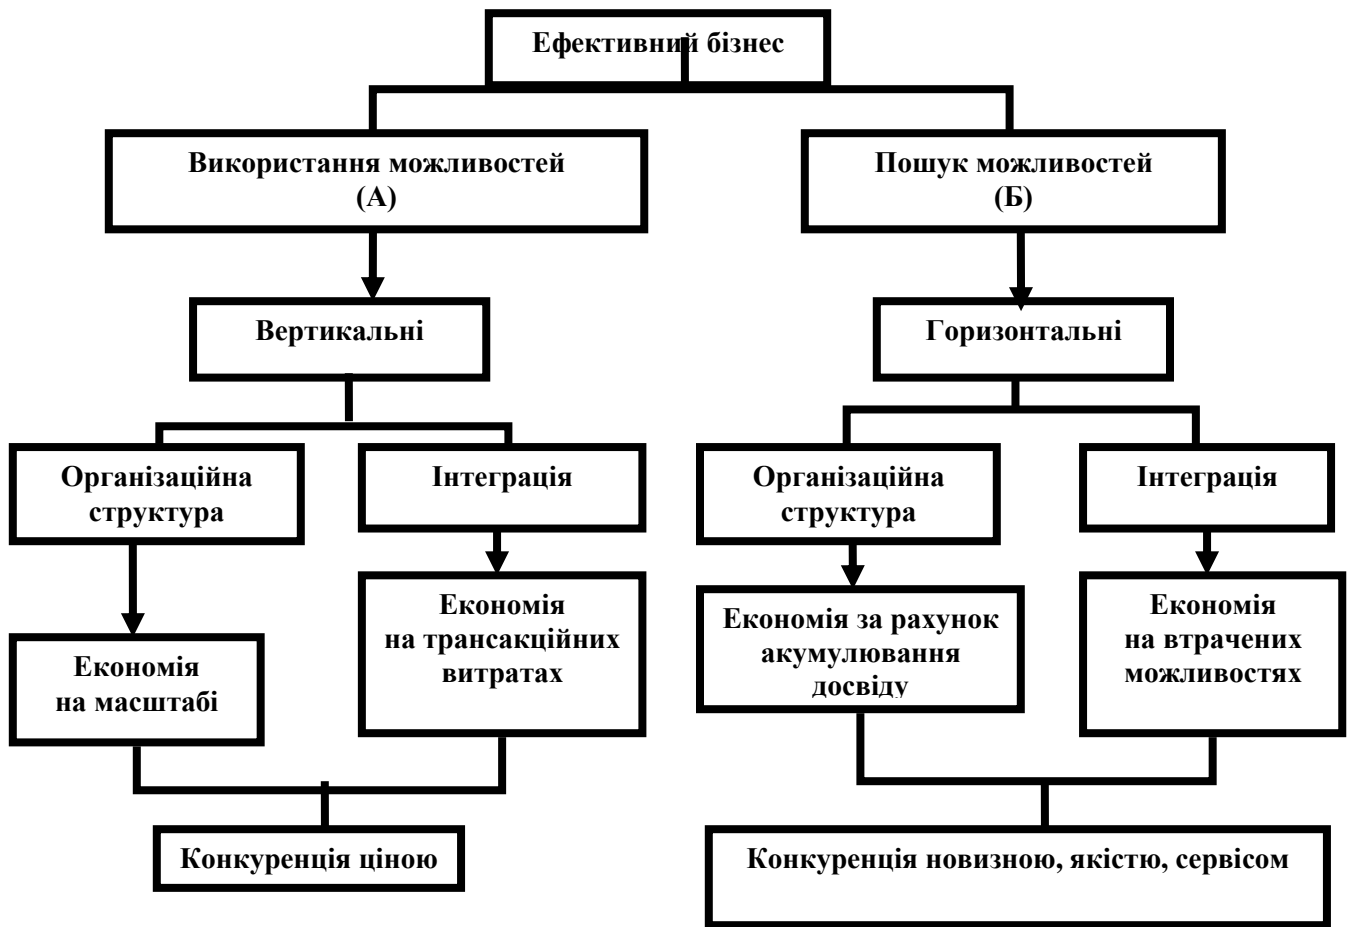 Ефективний бізнес
Використання можливостей
(А)
Пошук можливостей
(Б)
Вертикальні
Горизонтальні
Організаційна
структура
Інтеграція
Організаційна
структура
Інтеграція
Економія
на масштабі
Економія
на трансакційних
витратах
Економія за рахунок
акумулювання
досвіду
Економія
на втрачених
можливостях
Конкуренція ціною
Конкуренція новизною, якістю, сервісом